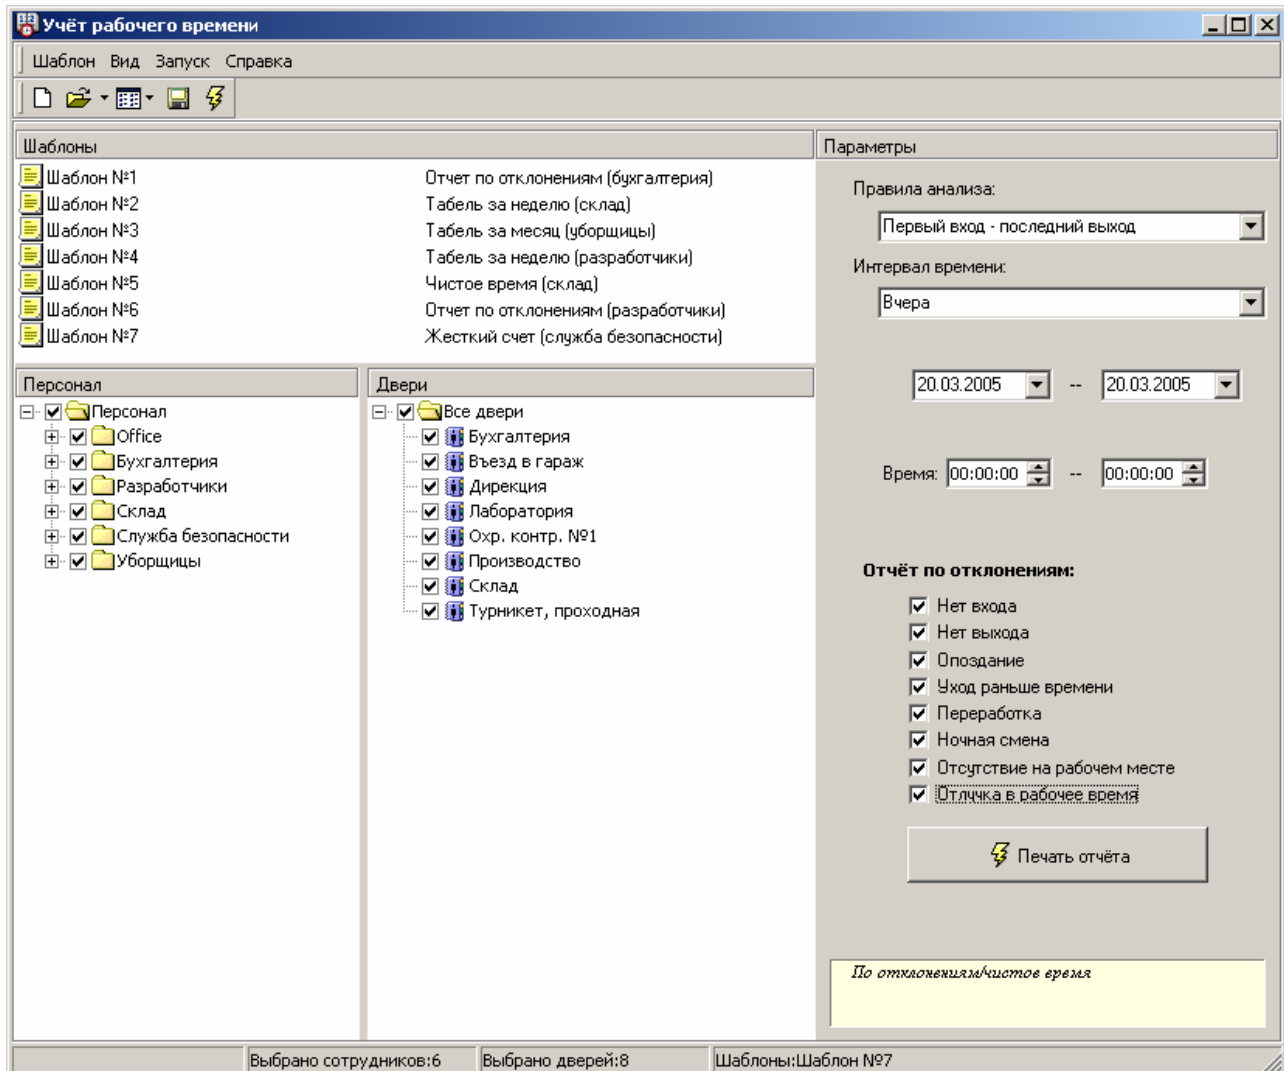 Учёт рабочего времени
Шаблон Вид Запуск Справка
Шаблоны
Шаблон №1 Отчет по отклонениям (бухгалтерия)
Шаблон №2 Табель за неделю (склад)
Шаблон №3 Табель за месяц (уборщицы)
Шаблон №4 Табель за неделю (разработчики)
Шаблон №5 Чистое время (склад)
Шаблон №6 Отчет по отклонениям (разработчики)
Шаблон №7 Жесткий счет (служба безопасности)
Персонал
Персонал
Office
Бухгалтерия
Разработчики
Склад
Служба безопасности
Уборщицы
Двери
Все двери
Бухгалтерия
Въезд в гараж
Дирекция
Лаборатория
Охр. контр. №1
Производство
Склад
Турникет, проходная
Параметры
Правила анализа:
Первый вход - последний выход
Интервал времени:
Вчера
20.03.2005 -- 20.03.2005
Время: 00:00:00 -- 00:00:00
Отчёт по отклонениям:
Нет входа
Нет выхода
Опоздание
Уход раньше времени
Переработка
Ночная смена
Отсутствие на рабочем месте
Отлучка в рабочее время
Печать отчёта
По отклонениям/чистое время
Выбрано сотрудников:6 Выбрано дверей:8 Шаблоны:Шаблон №7